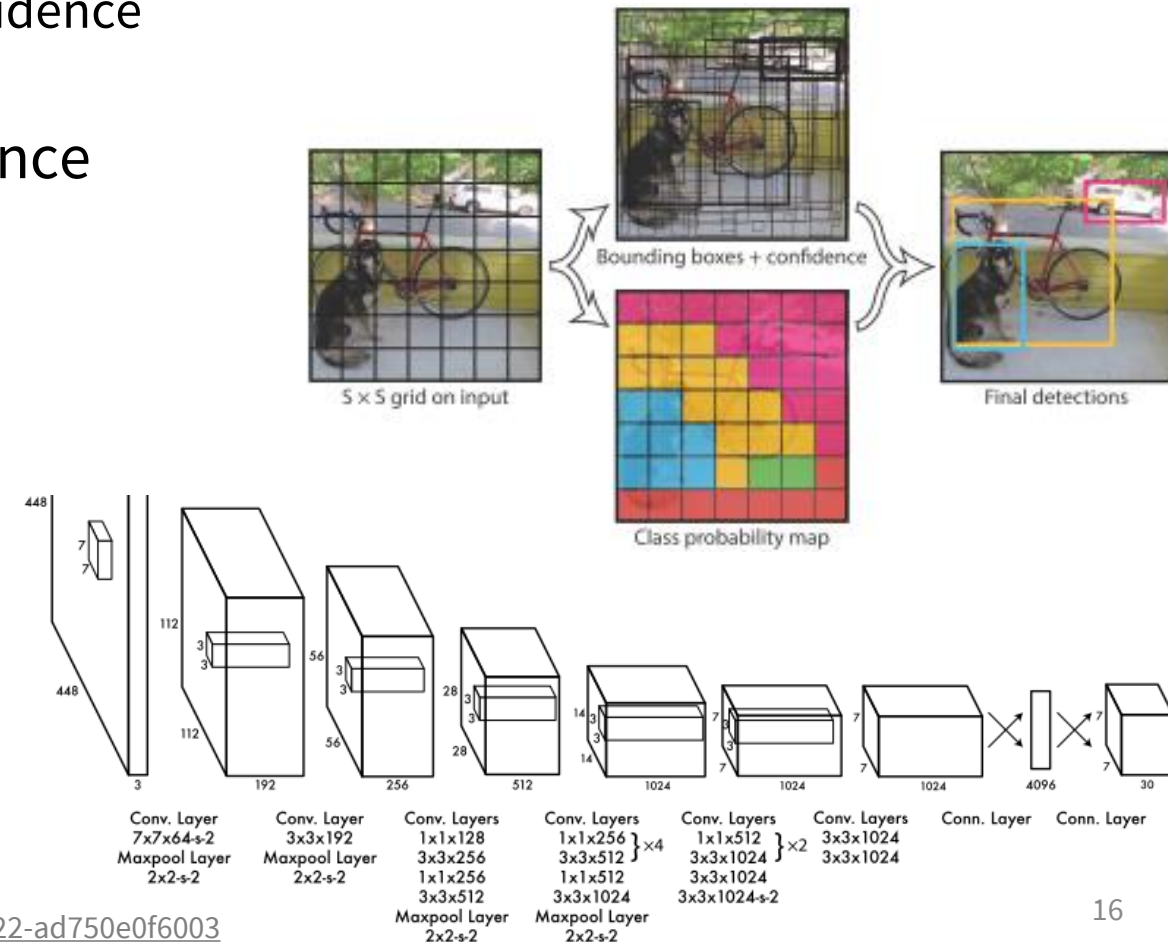 idence
nce
S × S grid on input
Bounding boxes + confidence
Class probability map
Final detections
448
7
7
448
3
112
3
3
112
192
56
3
3
56
256
28
3
3
28
512
14
3
3
14
1024
7
3
3
7
1024
7
7
1024
4096
7
7
30
Conv. Layer
7x7x64-s-2
Maxpool Layer
2x2-s-2
Conv. Layer
3x3x192
Maxpool Layer
2x2-s-2
Conv. Layers
1x1x128
3x3x256
1x1x256
3x3x512
Maxpool Layer
2x2-s-2
Conv. Layers
1x1x256 }×4
3x3x512
1x1x512
3x3x1024
Maxpool Layer
2x2-s-2
Conv. Layers
1x1x512 }×2
3x3x1024
3x3x1024
3x3x1024-s-2
Conv. Layers
3x3x1024
3x3x1024
Conn. Layer
Conn. Layer
22-ad750e0f6003
16